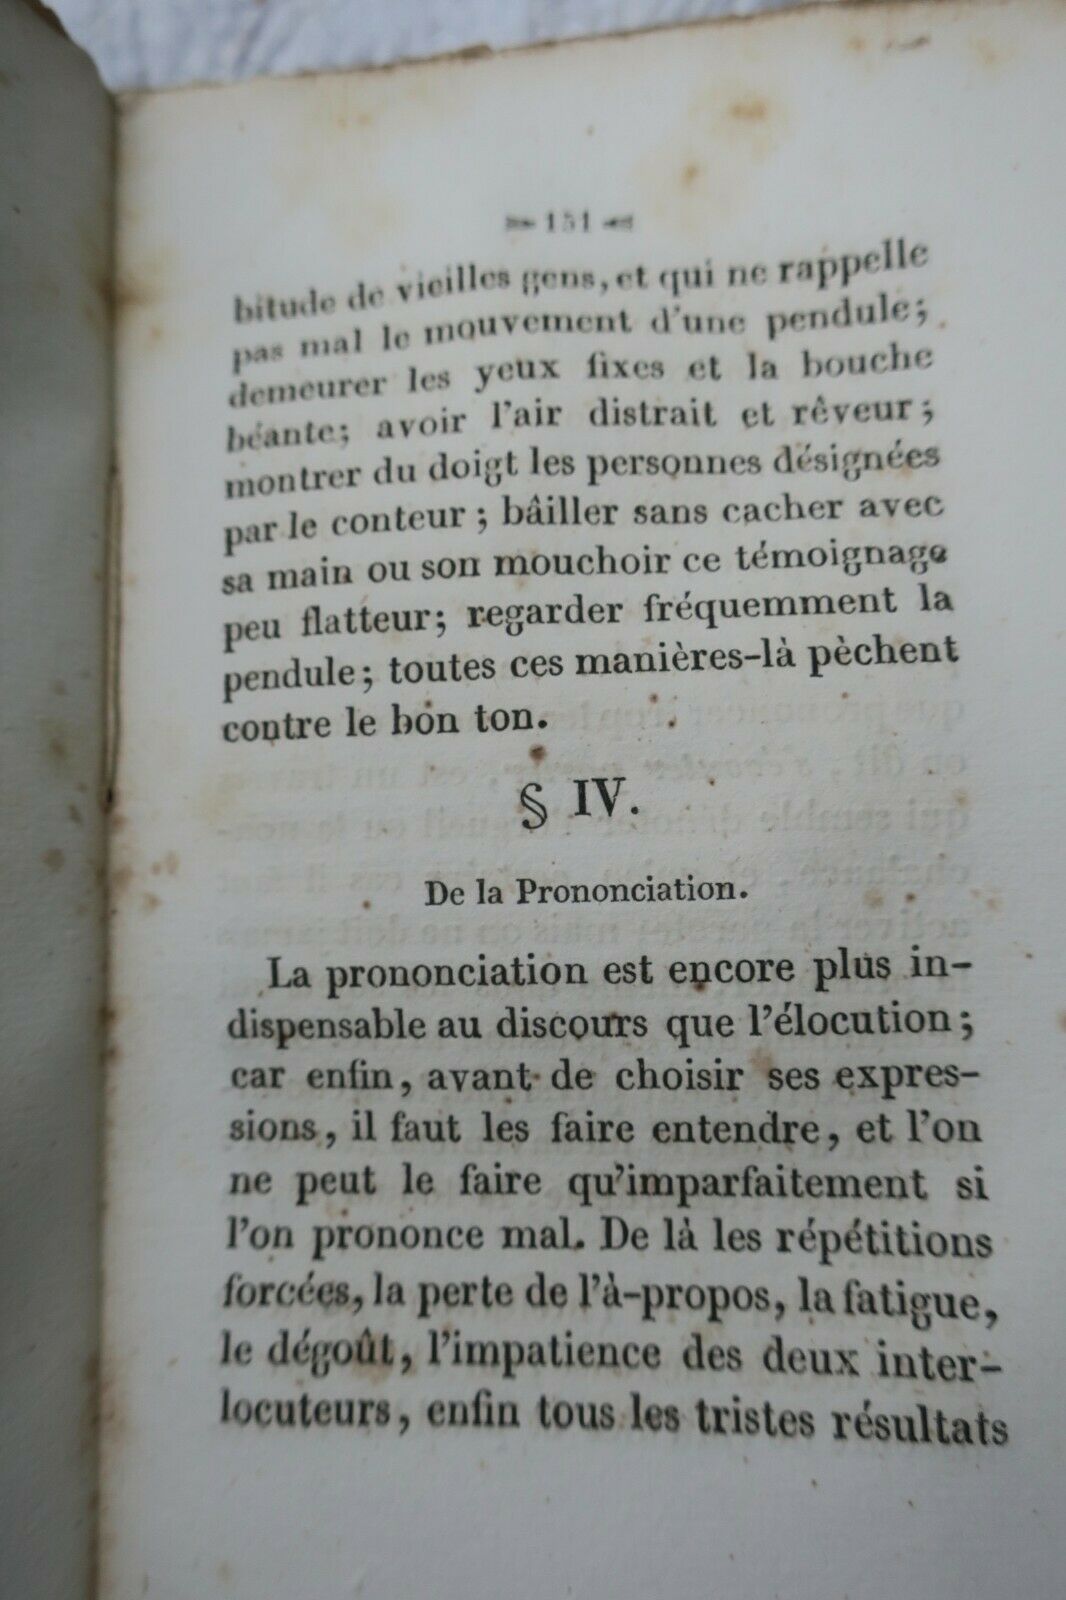 151
bitude de vieilles gens, et qui ne rappelle
pas mal le mouvement d'une pendule;
demeurer les yeux fixes et la bouche
béante; avoir l'air distrait et rêveur;
montrer du doigt les personnes désignées
par le conteur; bâiller sans cacher avec
sa main ou son mouchoir ce témoignage
peu flatteur; regarder fréquemment la
pendule; toutes ces manières-là pèchent
contre le bon ton.
§ IV.
De la Prononciation.
La prononciation est encore plus in-
dispensable au discours que l'élocution;
car enfin, avant de choisir ses expres-
sions, il faut les faire entendre, et l'on
ne peut le faire qu'imparfaitement si
l'on prononce mal. De là les répétitions
forcées, la perte de l'à-propos, la fatigue,
le dégoût, l'impatience des deux inter-
locuteurs, enfin tous les tristes résultats